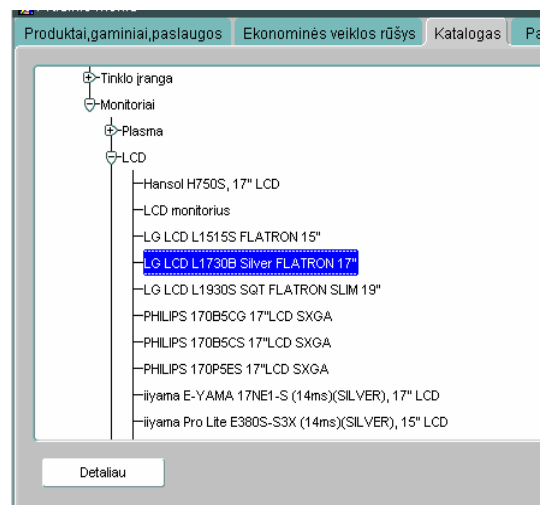 Produktai,gaminiai,paslaugos Ekonominės veiklos rūšys Katalogas Pa
Tinklo įranga
Monitoriai
Plasma
LCD
Hansol H750S, 17" LCD
LCD monitorius
LG LCD L1515S FLATRON 15"
LG LCD L1730B Silver FLATRON 17"
LG LCD L1930S SQT FLATRON SLIM 19"
PHILIPS 170B5CG 17"LCD SXGA
PHILIPS 170B5CS 17"LCD SXGA
PHILIPS 170P5ES 17"LCD SXGA
iiyama E-YAMA 17NE1-S (14ms)(SILVER), 17" LCD
iiyama Pro Lite E380S-S3X (14ms)(SILVER), 15" LCD
Detaliau